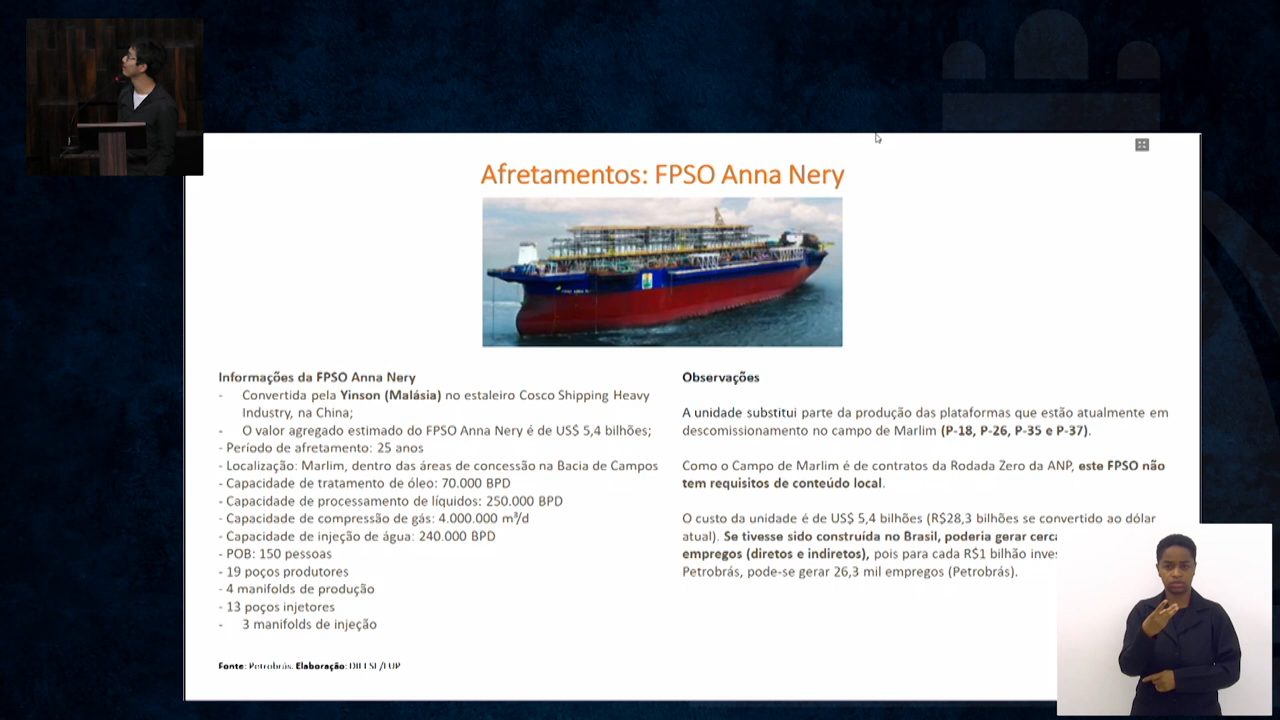 Afretamentos: FPSO Anna Nery
Informações da FPSO Anna Nery
- Convertida pela Yinson (Malásia) no estaleiro Cosco Shipping Heavy
Industry, na China;
- O valor agregado estimado do FPSO Anna Nery é de US$ 5,4 bilhões;
- Período de afretamento: 25 anos
- Localização: Marlim, dentro das áreas de concessão na Bacia de Campos
- Capacidade de tratamento de óleo: 70.000 BPD
- Capacidade de processamento de líquidos: 250.000 BPD
- Capacidade de compressão de gás: 4.000.000 m³/d
- Capacidade de injeção de água: 240.000 BPD
- POB: 150 pessoas
- 19 poços produtores
- 4 manifolds de produção
- 13 poços injetores
- 3 manifolds de injeção
Fonte: Petrobrás. Elaboração:
Observações
A unidade substitui parte da produção das plataformas que estão atualmente em
descomissionamento no campo de Marlim (P-18, P-26, P-35 e P-37).
Como o Campo de Marlim é de contratos da Rodada Zero da ANP, este FPSO não
tem requisitos de conteúdo local.
O custo da unidade é de US$ 5,4 bilhões (R$28,3 bilhões se convertido ao dólar
atual). Se tivesse sido construída no Brasil, poderia gerar
empregos (diretos e indiretos), pois para cada R$1 bilhão
Petrobrás, pode-se gerar 26,3 mil empregos (Petrobrás).